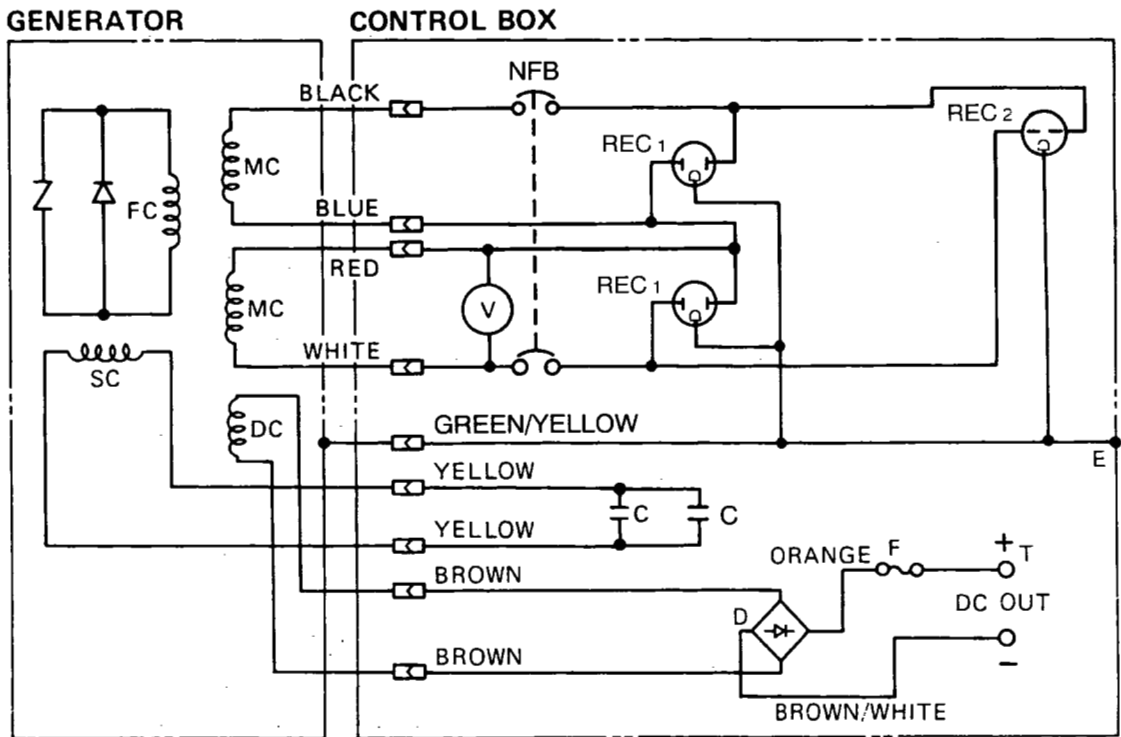 GENERATOR
CONTROL BOX
NFB
BLACK
REC 1
REC 2
MC
FC
BLUE
RED
REC 1
MC
V
WHITE
SC
DC
GREEN/YELLOW
E
YELLOW
C
C
YELLOW
ORANGE
F
+
T
BROWN
D
DC OUT
BROWN
−
BROWN/WHITE